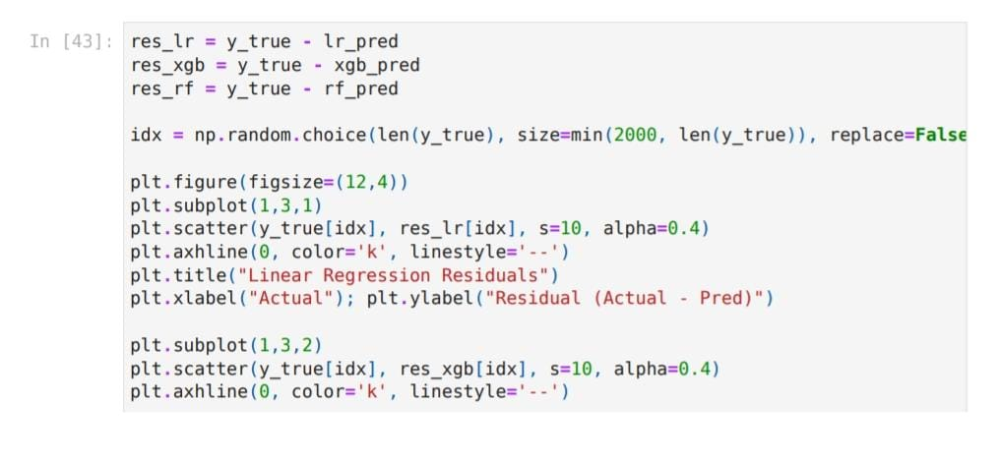 In [43]: res_lr = y_true - lr_pred
res_xgb = y_true - xgb_pred
res_rf = y_true - rf_pred
idx = np.random.choice(len(y_true), size=min(2000, len(y_true)), replace=False
plt.figure(figsize=(12,4))
plt.subplot(1,3,1)
plt.scatter(y_true[idx], res_lr[idx], s=10, alpha=0.4)
plt.axhline(0, color='k', linestyle='--')
plt.title("Linear Regression Residuals")
plt.xlabel("Actual"); plt.ylabel("Residual (Actual - Pred)")
plt.subplot(1,3,2)
plt.scatter(y_true[idx], res_xgb[idx], s=10, alpha=0.4)
plt.axhline(0, color='k', linestyle='--')